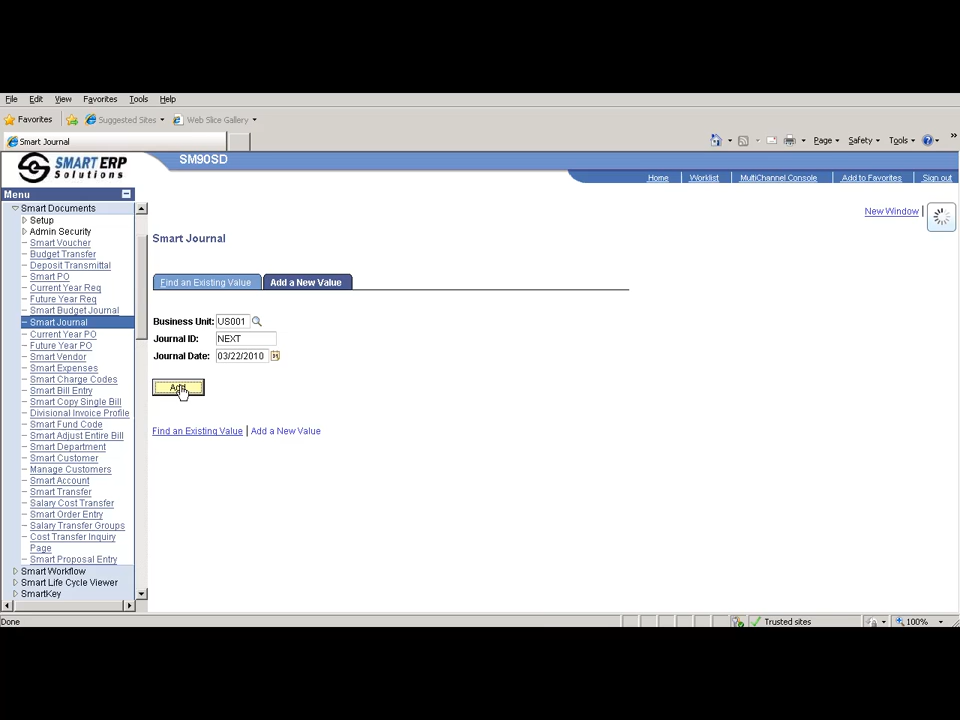 File Edit View Favorites Tools Help
Favorites Suggested Sites Web Slice Gallery
Smart Journal Page Safety Tools »
SMART ERP Solutions SM90SD
Home Worklist MultiChannel Console Add to Favorites Sign out
Menu
Smart Documents
Setup
Admin Security
Smart Voucher
Budget Transfer
Deposit Transmittal
Smart PO
Current Year Req
Future Year Req
Smart Budget Journal
Smart Journal
Current Year PO
Future Year PO
Smart Vendor
Smart Expenses
Smart Charge Codes
Smart Bill Entry
Smart Copy Single Bill
Divisional Invoice Profile
Smart Fund Code
Smart Adjust Entire Bill
Smart Department
Smart Customer
Manage Customers
Smart Account
Smart Transfer
Salary Cost Transfer
Smart Order Entry
Salary Transfer Groups
Cost Transfer Inquiry
Page
Smart Proposal Entry
Smart Workflow
Smart Life Cycle Viewer
SmartKey
New Window |
Smart Journal
Find an Existing Value Add a New Value
Business Unit: US001
Journal ID: NEXT
Journal Date: 03/22/2010
Add
Find an Existing Value | Add a New Value
Done Trusted sites 100%